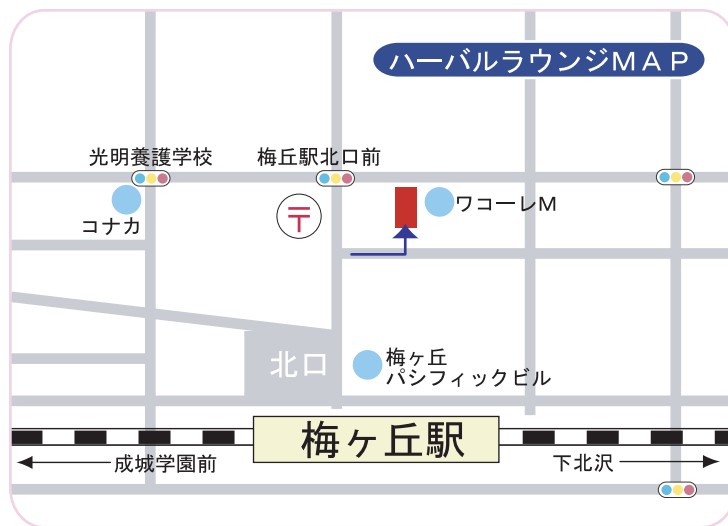 ハーバルラウンジMAP
光明養護学校
梅丘駅北口前
コナカ
〒
ワコーレM
北口
梅ヶ丘
パシフィックビル
梅ヶ丘駅
成城学園前
下北沢